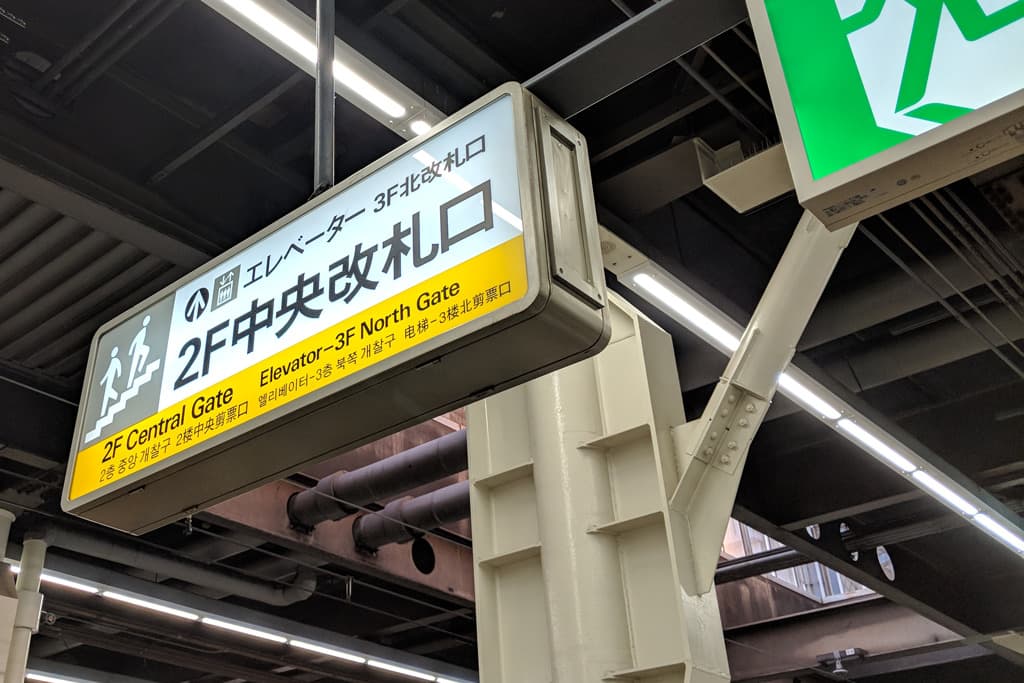 エレベーター 3F北改札口
2F中央改札口
2F Central Gate Elevator-3F North Gate
2층 중앙 개찰구 2楼中央剪票口 엘리베이터-3층 북쪽 개찰구 电梯-3楼北剪票口